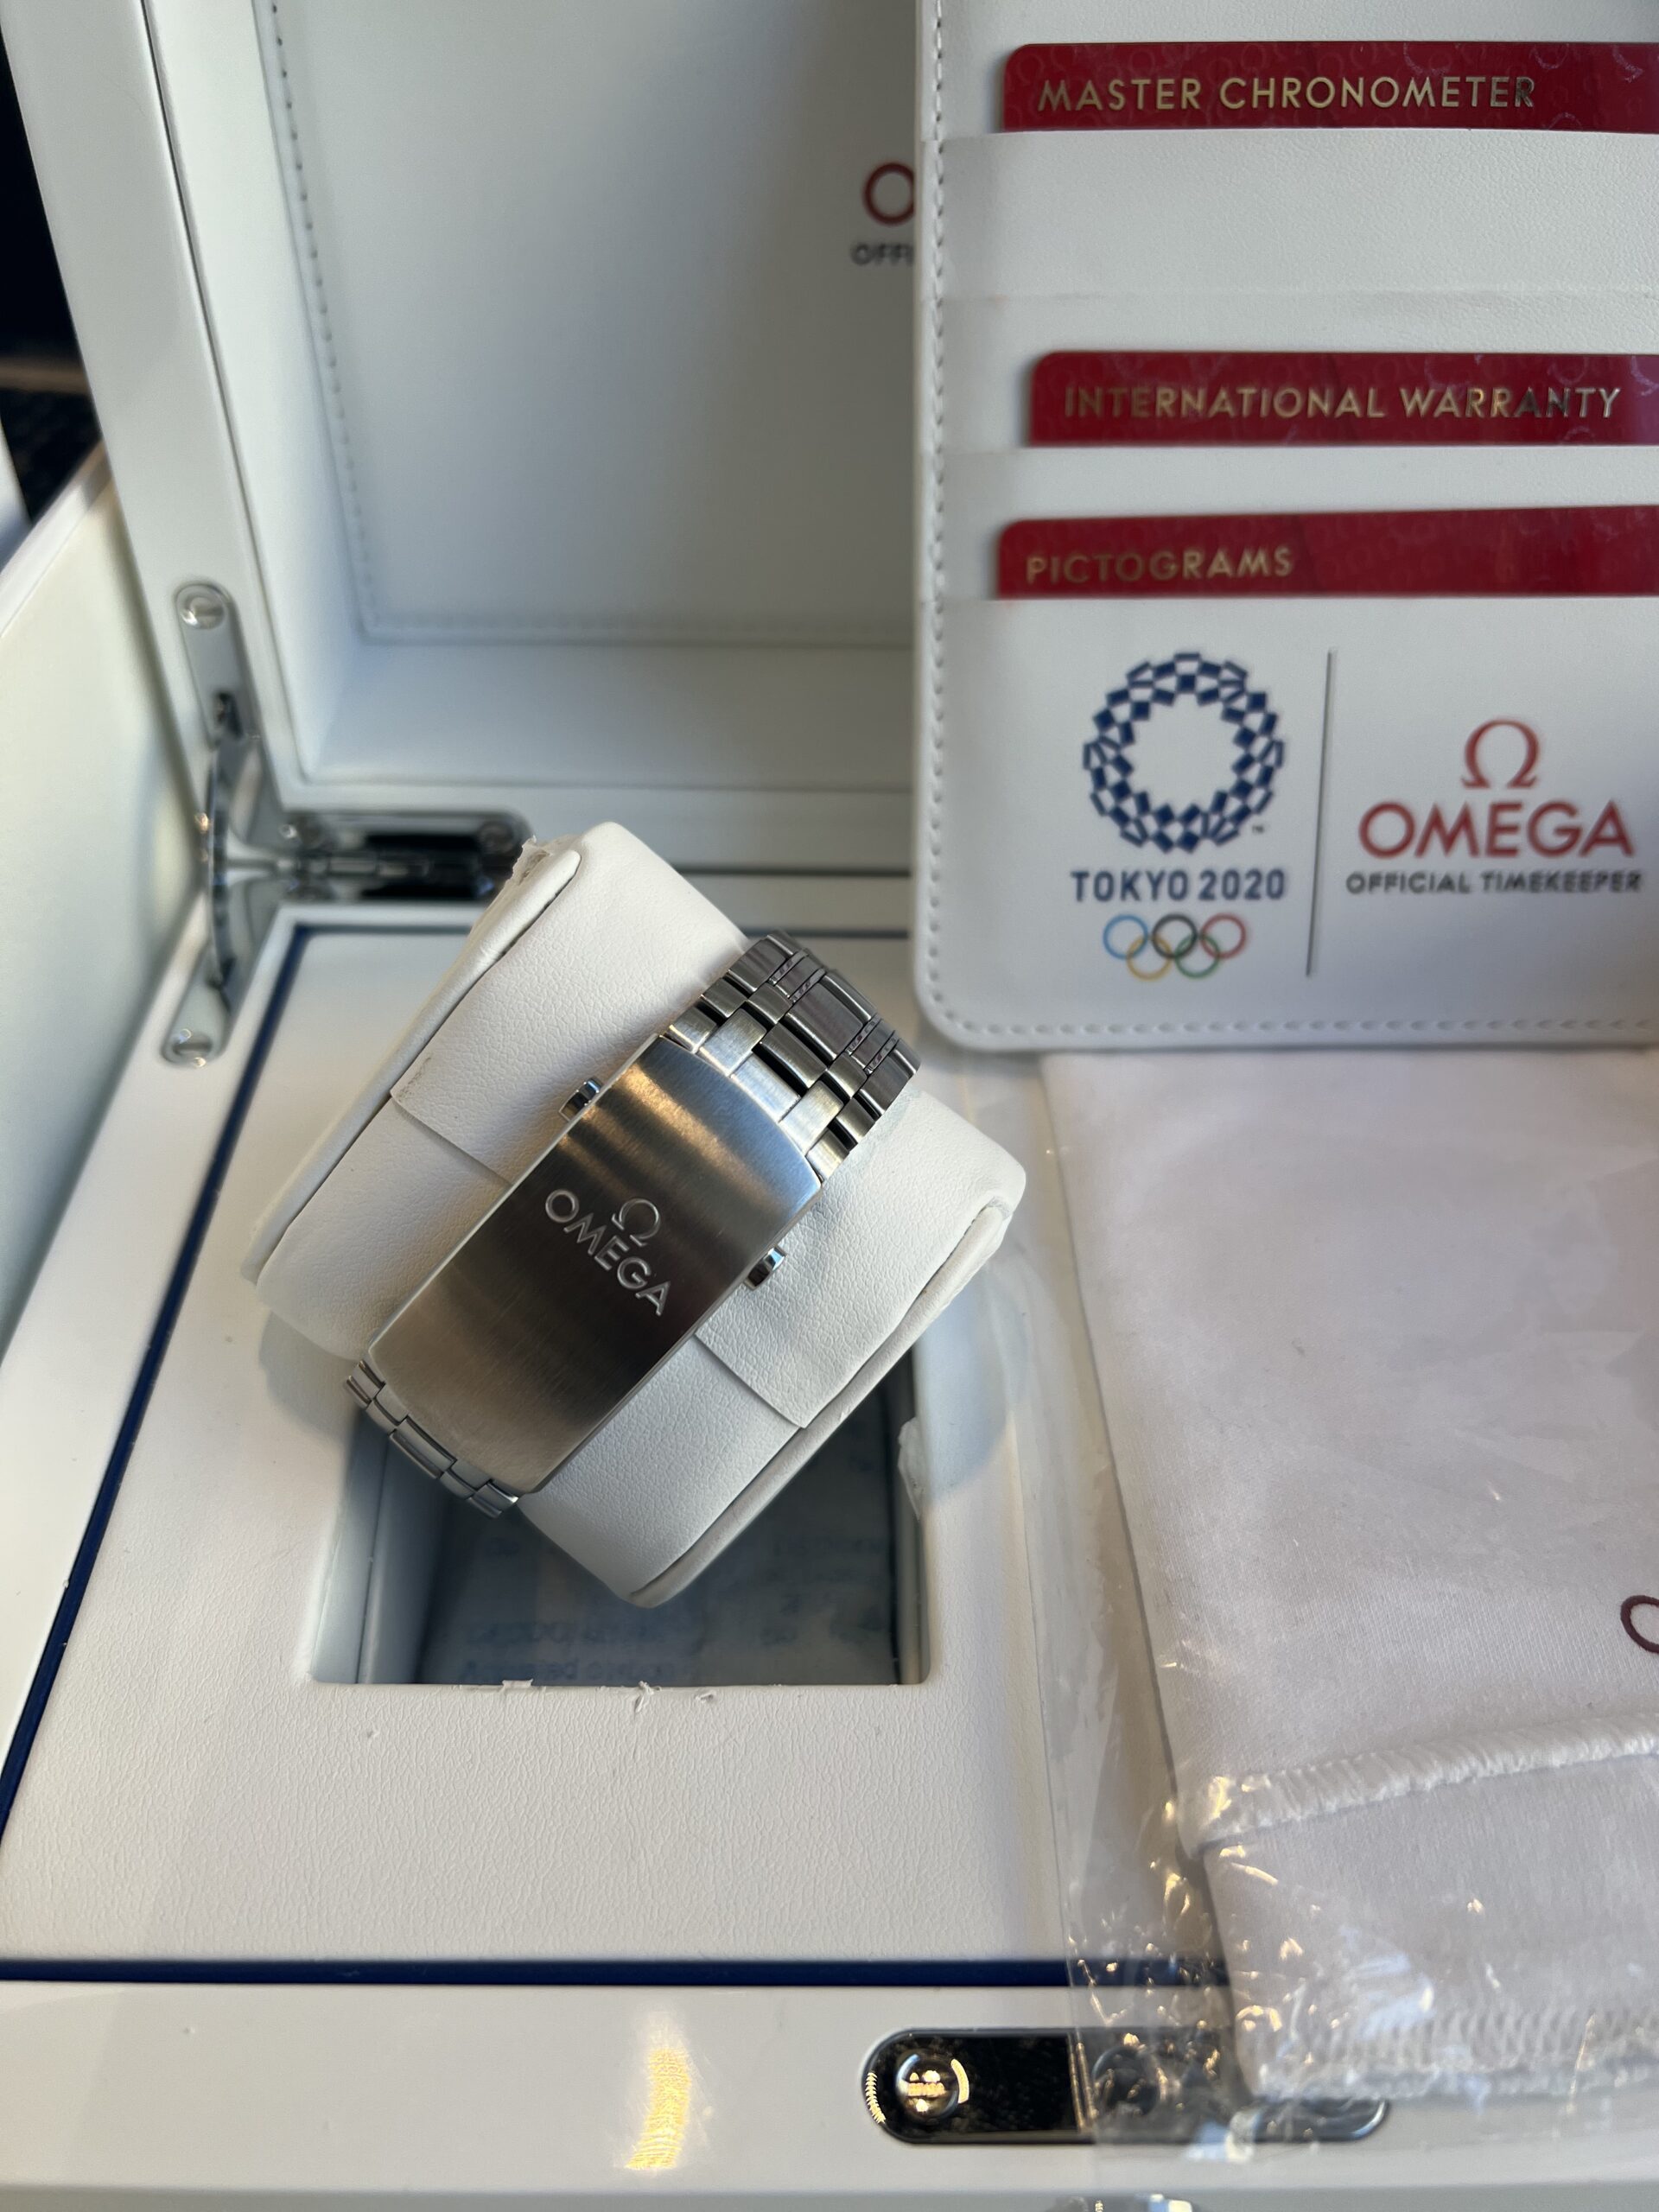 MASTER CHRONOMETER
INTERNATIONAL WARRANTY
PICTOGRAMS
TOKYO 2020
Ω
OMEGA
OFFICIAL TIMEKEEPER
Ω
OMEGA